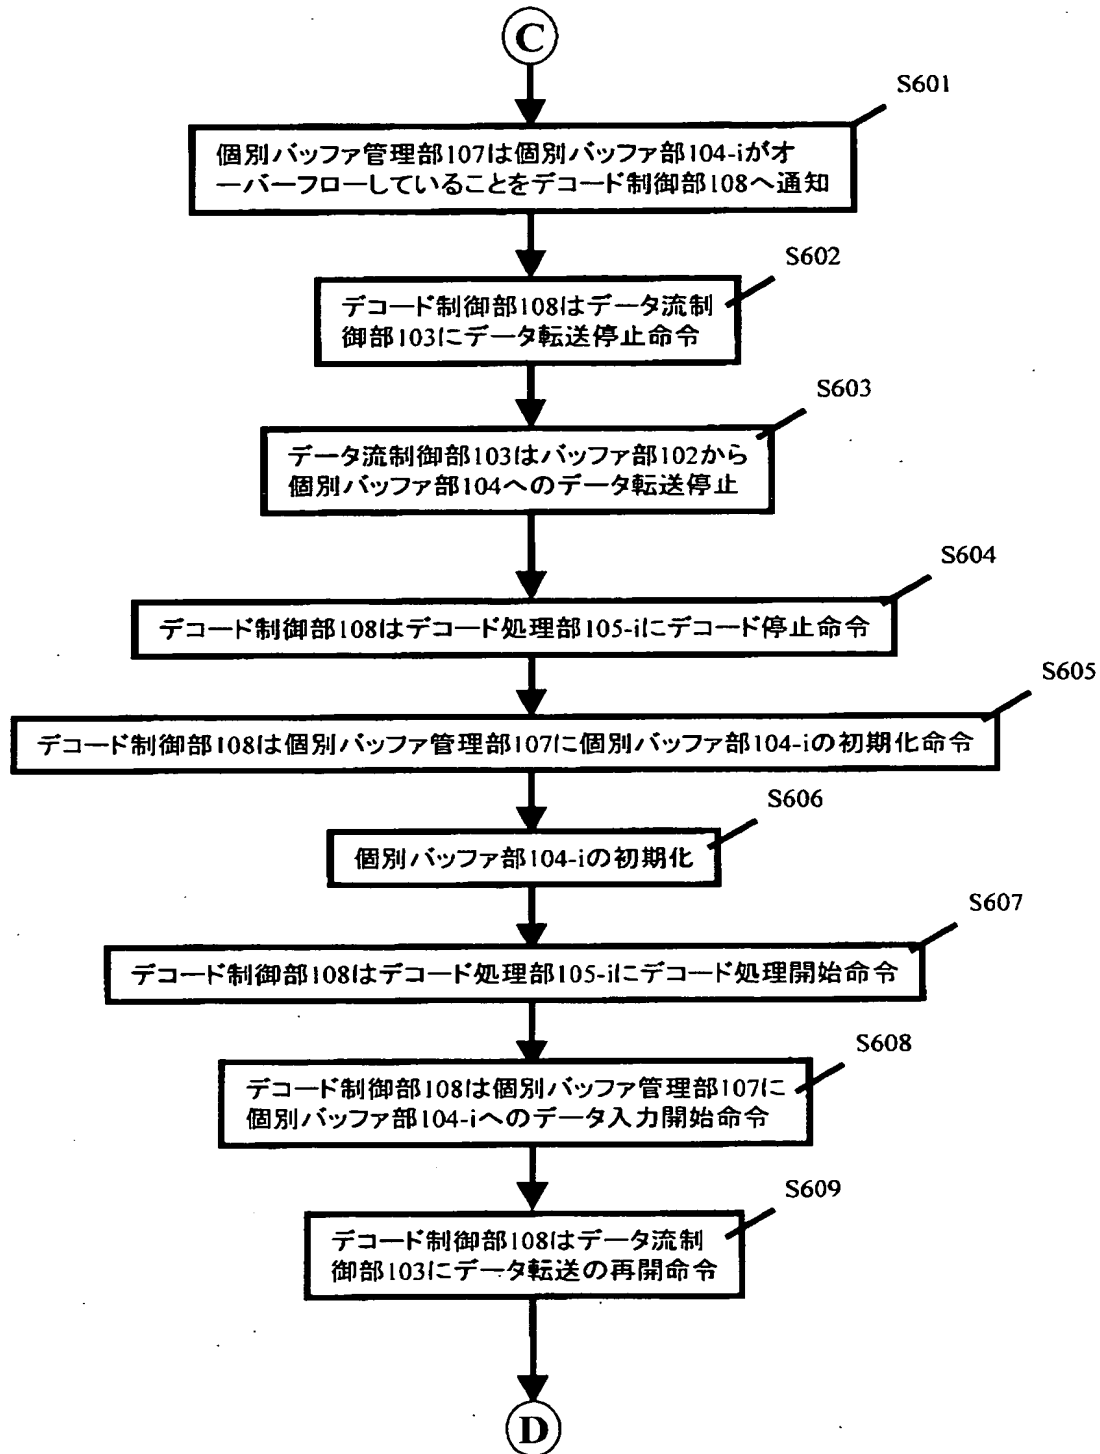 C
S601
個別バッファ管理部107は個別バッファ部104-iがオ
ーバーフローしていることをデコード制御部108へ通知
S602
デコード制御部108はデータ流制
御部103にデータ転送停止命令
S603
データ流制御部103はバッファ部102から
個別バッファ部104へのデータ転送停止
S604
デコード制御部108はデコード処理部105-iにデコード停止命令
S605
デコード制御部108は個別バッファ管理部107に個別バッファ部104-iの初期化命令
S606
個別バッファ部104-iの初期化
S607
デコード制御部108はデコード処理部105-iにデコード処理開始命令
S608
デコード制御部108は個別バッファ管理部107に
個別バッファ部104-iへのデータ入力開始命令
S609
デコード制御部108はデータ流制
御部103にデータ転送の再開命令
D